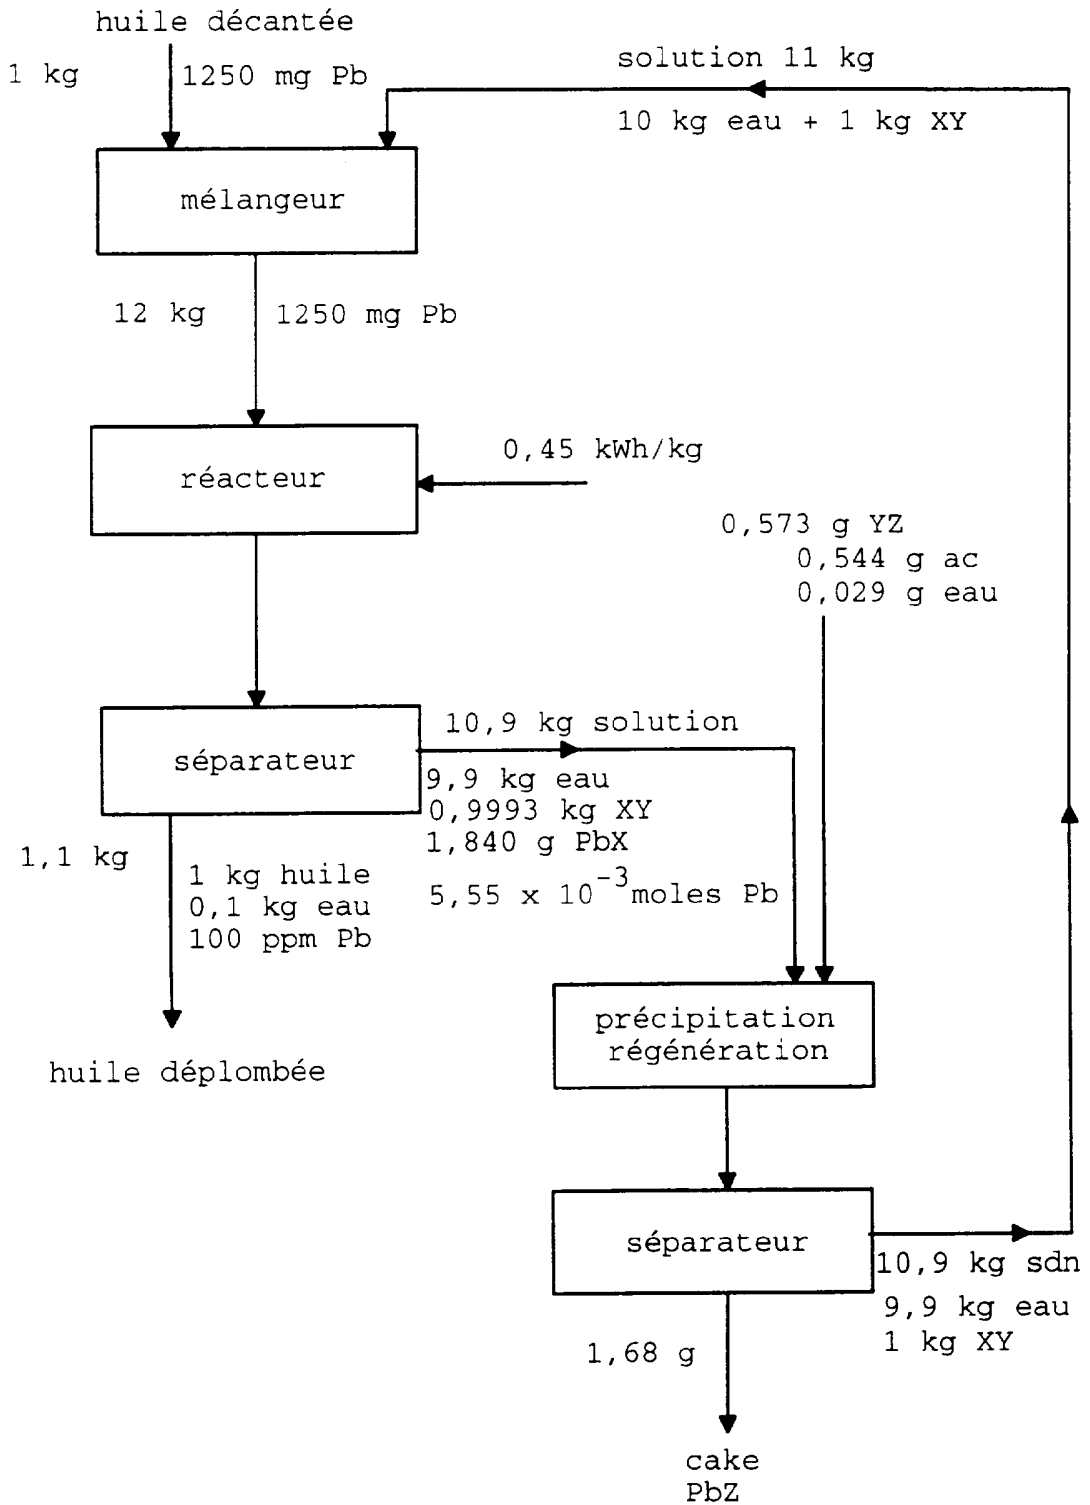 huile décantée
1 kg
1250 mg Pb
solution 11 kg
10 kg eau + 1 kg XY
mélangeur
12 kg
1250 mg Pb
réacteur
0,45 kWh/kg
0,573 g YZ
0,544 g ac
0,029 g eau
séparateur
10,9 kg solution
9,9 kg eau
0,9993 kg XY
1,840 g PbX
5,55 x 10⁻³moles Pb
1,1 kg
1 kg huile
0,1 kg eau
100 ppm Pb
huile déplombée
précipitation
régénération
séparateur
10,9 kg sdn
9,9 kg eau
1 kg XY
1,68 g
cake
PbZ